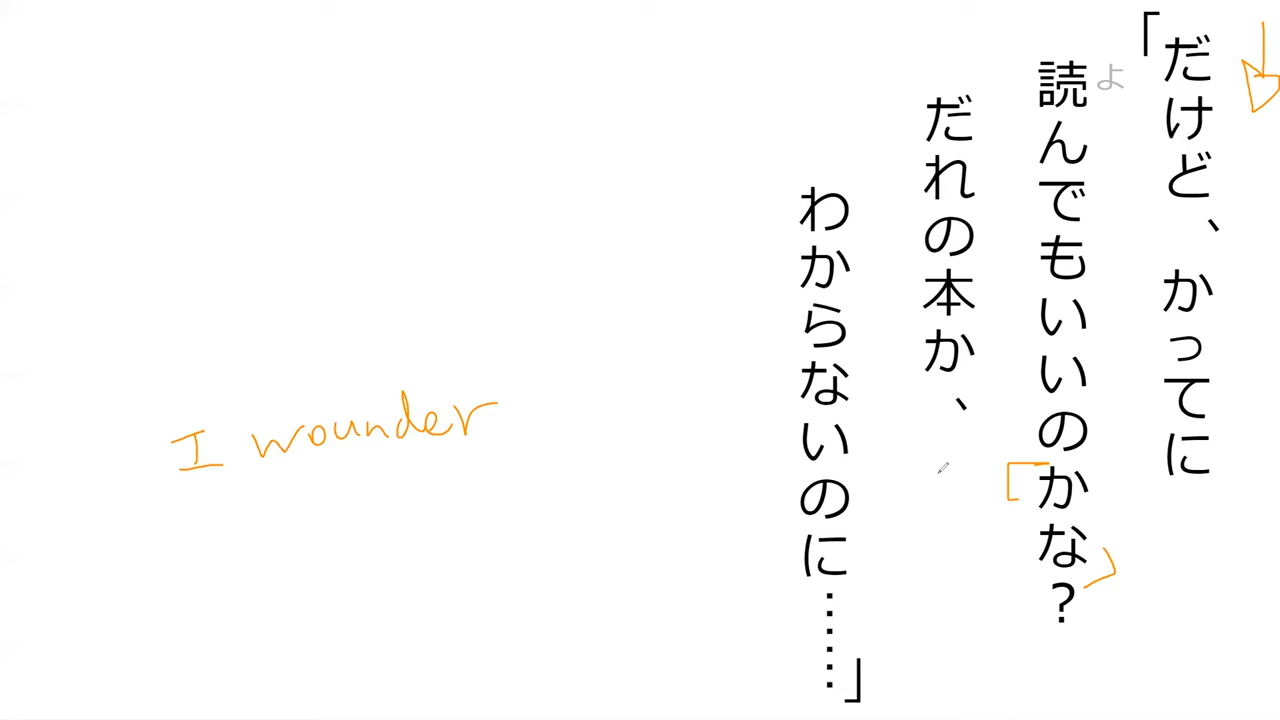 「だけど、かってに
読んでもいいのかな?
よ
だれの本か、
わからないのに……」
I wounder